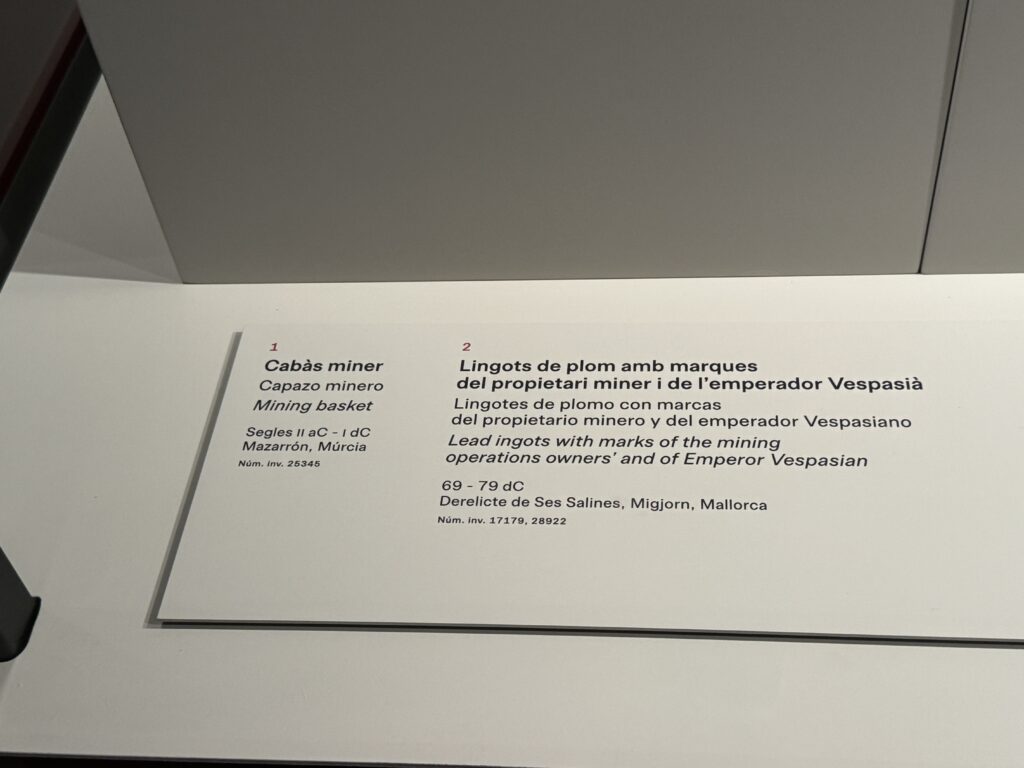 1
Cabàs miner
Capazo minero
Mining basket
Segles II aC - I dC
Mazarrón, Múrcia
Núm. inv. 25345
2
Lingots de plom amb marques
del propietari miner i de l'emperador Vespasià
Lingotes de plomo con marcas
del propietario minero y del emperador Vespasiano
Lead ingots with marks of the mining
operations owners' and of Emperor Vespasian
69 - 79 dC
Derelicte de Ses Salines, Migjorn, Mallorca
Núm. inv. 17179, 28922